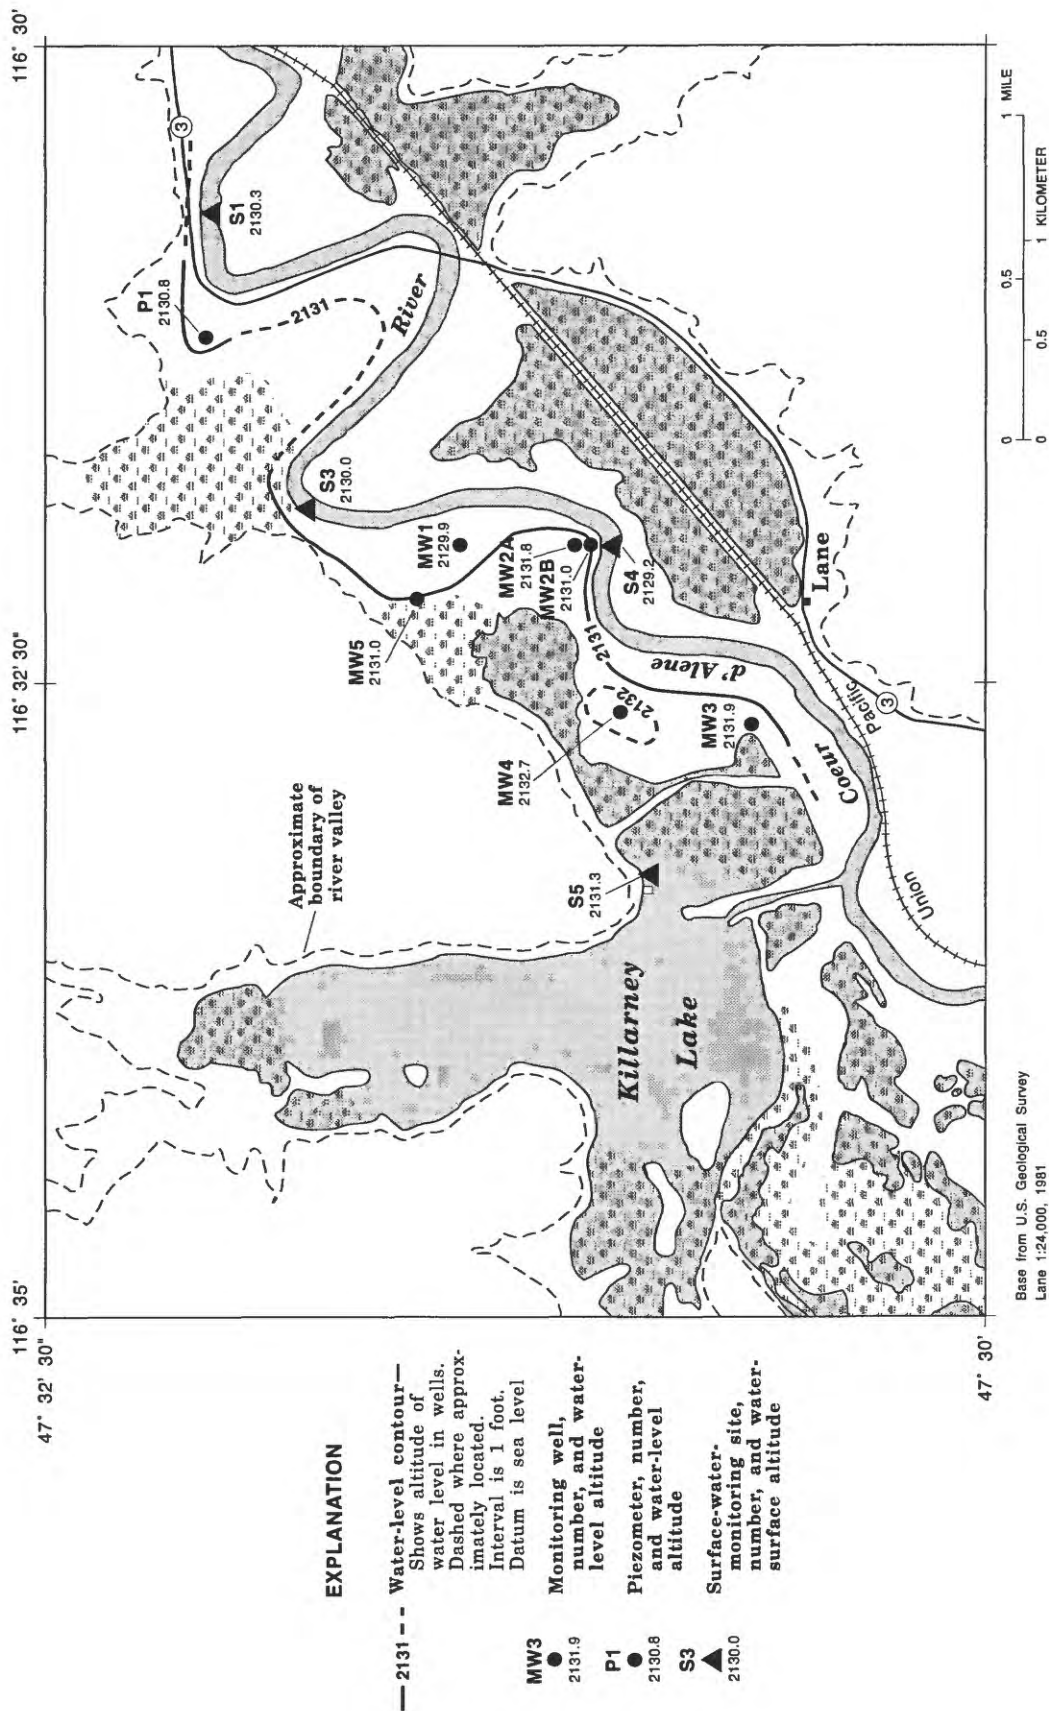 116° 35'
116° 32' 30"
116° 30'
47° 32' 30"
47° 30'
3
P1
2130.8
S1
2130.3
2131
River
S3
2130.0
MW1
2129.9
MW5
2131.0
MW2A
2131.8
MW2B
2131.0
S4
2129.2
2131
d'Alene
2132
MW4
2132.7
MW3
2131.9
Coeur
Lane
3
Pacific
Union
S5
2131.3
Approximate
boundary of
river valley
Killarney
Lake
EXPLANATION
2131
Water-level contour—
Shows altitude of
water level in wells.
Dashed where approx-
imately located.
Interval is 1 foot.
Datum is sea level
MW3
2131.9
Monitoring well,
number, and water-
level altitude
P1
2130.8
Piezometer, number,
and water-level
altitude
S3
2130.0
Surface-water-
monitoring site,
number, and water-
surface altitude
Base from U.S. Geological Survey
Lane 1:24,000, 1981
0 0.5 1 MILE
0 0.5 1 KILOMETER